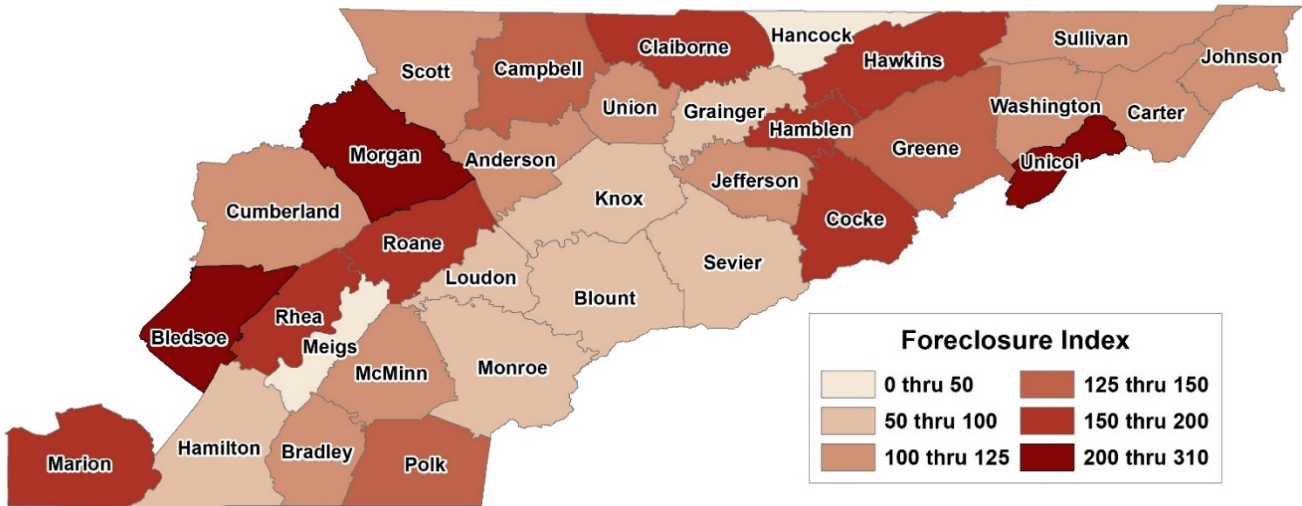 Hancock
Sullivan
Claiborne
Johnson
Hawkins
Campbell
Scott
Washington
Union
Grainger
Carter
Hamblen
Greene
Morgan
Anderson
Unicoi
Jefferson
Knox
Cumberland
Cocke
Roane
Sevier
Loudon
Blount
Rhea
Bledsoe
Meigs
Monroe
McMinn
Hamilton
Bradley
Marion
Polk
Foreclosure Index
0 thru 50
125 thru 150
50 thru 100
150 thru 200
100 thru 125
200 thru 310